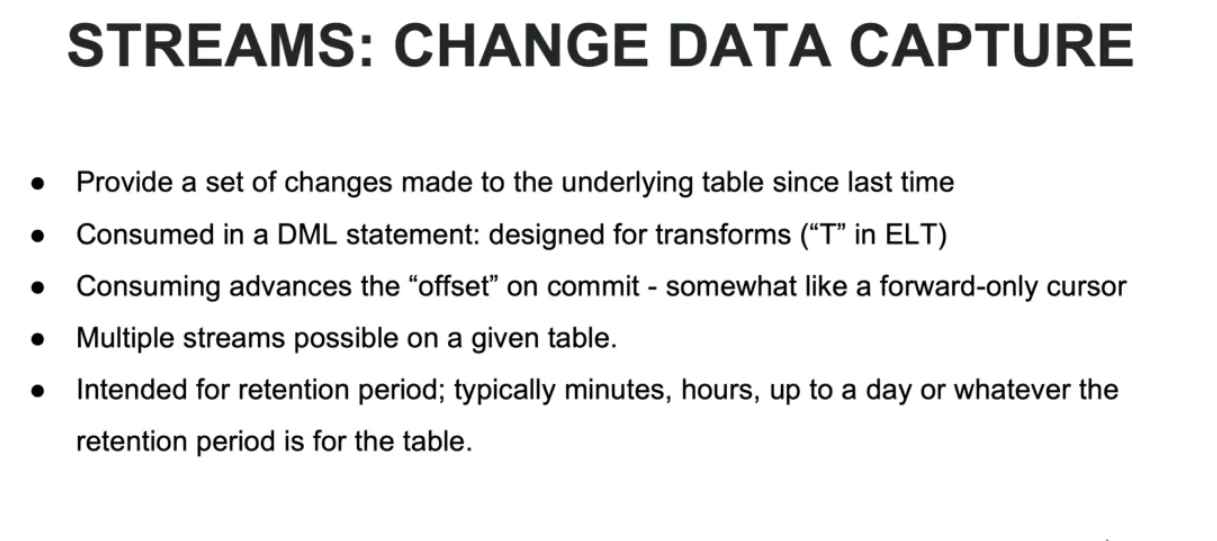 STREAMS: CHANGE DATA CAPTURE
● Provide a set of changes made to the underlying table since last time
● Consumed in a DML statement: designed for transforms (“T” in ELT)
● Consuming advances the “offset” on commit - somewhat like a forward-only cursor
● Multiple streams possible on a given table.
● Intended for retention period; typically minutes, hours, up to a day or whatever the
retention period is for the table.